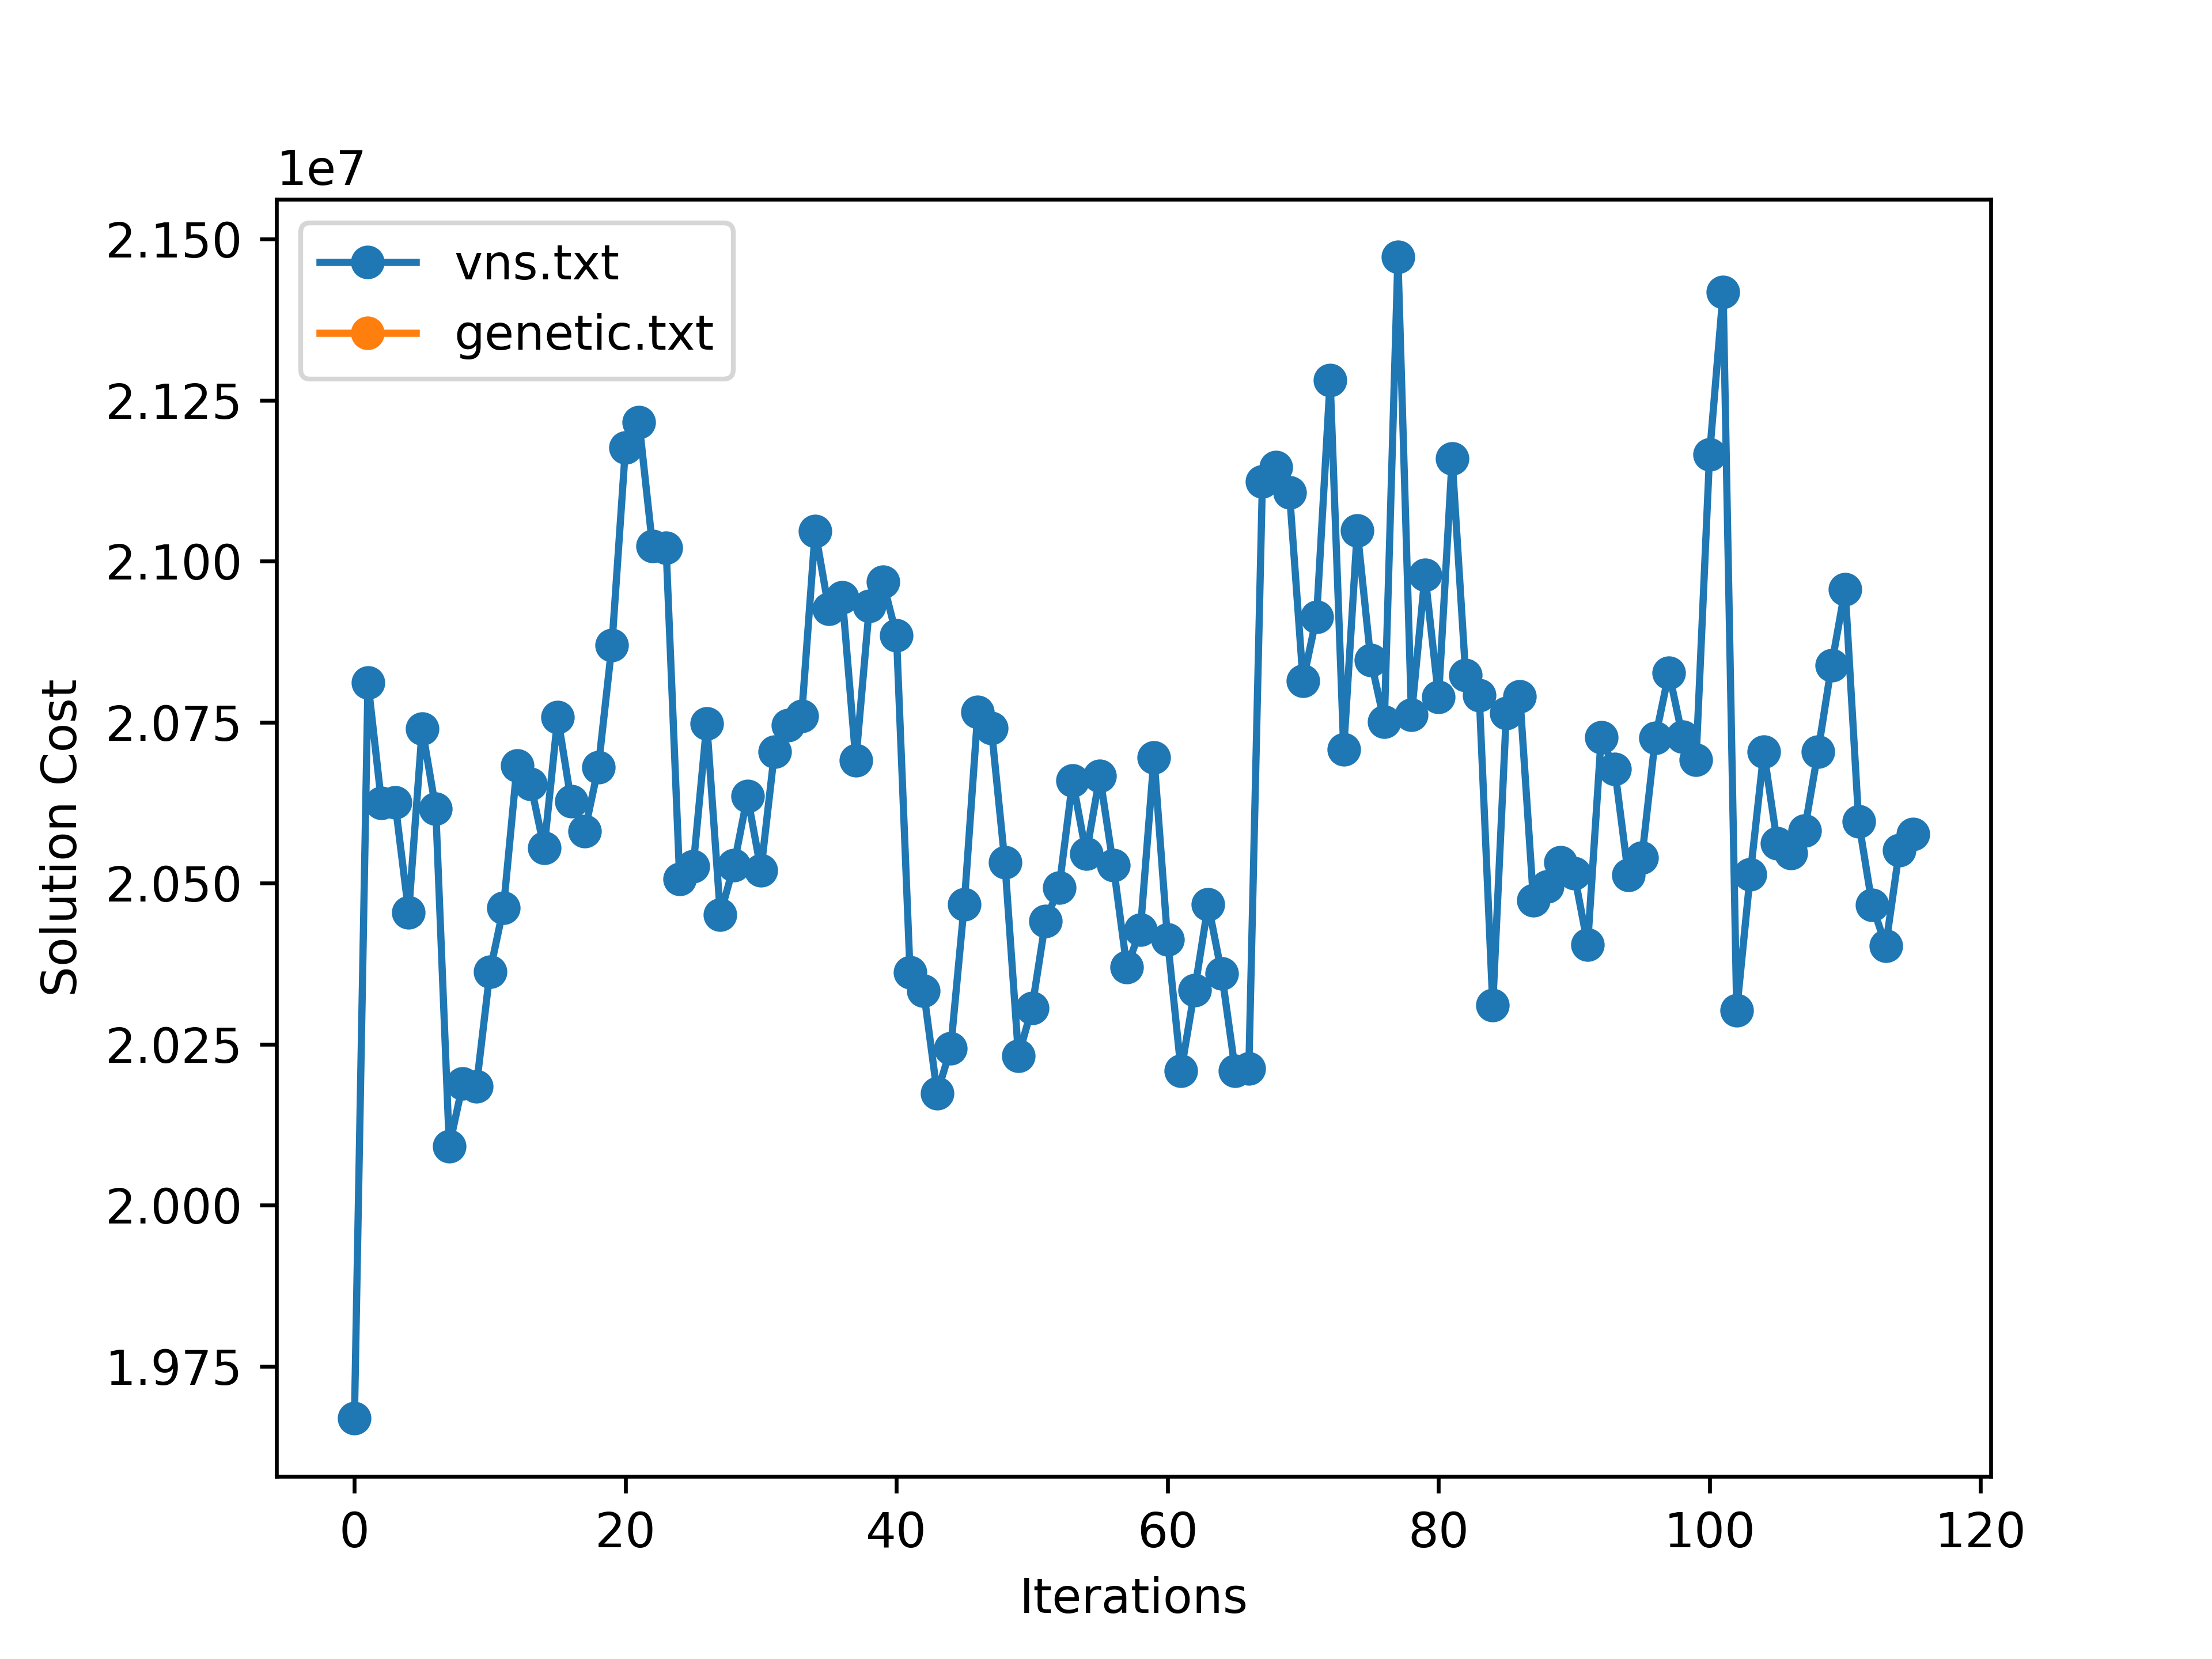 1e7
2.150
2.125
2.100
2.075
2.050
2.025
2.000
1.975
vns.txt
genetic.txt
Solution Cost
0 20 40 60 80 100 120
Iterations